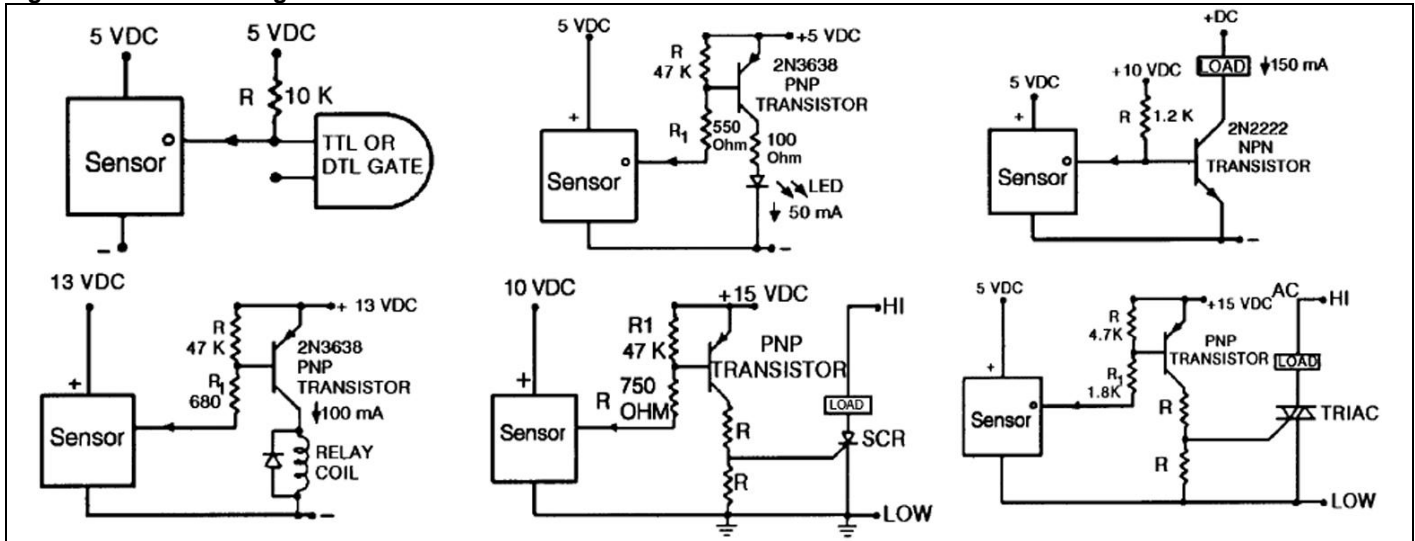 5 VDC
5 VDC
R 10 K
Sensor
TTL OR
DTL GATE
–
5 VDC
+5 VDC
R
47 K
2N3638
PNP
TRANSISTOR
+
R1
550
Ohm
100
Ohm
Sensor
LED
50 mA
–
+DC
LOAD
150 mA
5 VDC
+10 VDC
R
1.2 K
+
2N2222
NPN
TRANSISTOR
Sensor
–
13 VDC
+ 13 VDC
R
47 K
2N3638
PNP
TRANSISTOR
+
R1
680
100 mA
Sensor
RELAY
COIL
–
10 VDC
+15 VDC
HI
R1
47 K
PNP
TRANSISTOR
+
R
750
OHM
LOAD
Sensor
R
SCR
R
LOW
5 VDC
+15 VDC
AC
HI
R
4.7K
PNP
TRANSISTOR
LOAD
+
R1
1.8K
Sensor
R
TRIAC
R
LOW